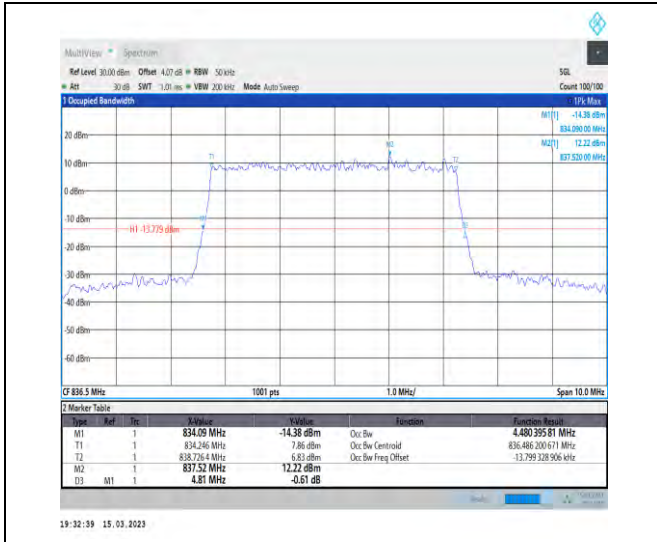 MultiView Spectrum
Ref Level 30.00 dBm Offset 4.07 dB RBW 50 kHz SGL
Att 30 dB SWT 1.01 ms VBW 200 kHz Mode Auto Sweep Count 100/100
1 Occupied Bandwidth 1Pk Max
M1[1] -14.38 dBm
834.090 00 MHz
20 dBm M2[1] 12.22 dBm
837.520 00 MHz
M2
T1 T2
10 dBm
0 dBm
-10 dBm
H1 -13.779 dBm
-20 dBm
-30 dBm
-40 dBm
-50 dBm
-60 dBm
CF 836.5 MHz 1001 pts 1.0 MHz/ Span 10.0 MHz
2 Marker Table
Type Ref Trc X-Value Y-Value Function Function Result
M1 1 834.09 MHz -14.38 dBm Occ Bw 4.480 395 81 MHz
T1 1 834.246 MHz 7.86 dBm Occ Bw Centroid 836.486 200 671 MHz
T2 1 838.726 4 MHz 6.83 dBm Occ Bw Freq Offset -13.799 328 906 kHz
M2 1 837.52 MHz 12.22 dBm
D3 M1 1 4.81 MHz -0.61 dB
19:32:39 15.03.2023